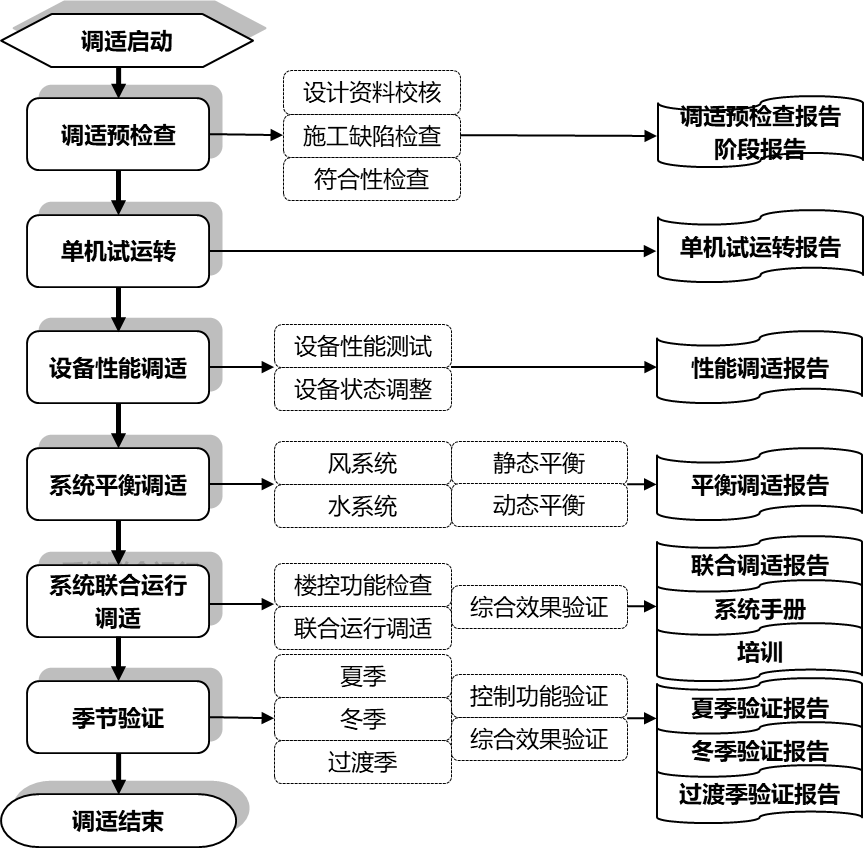 调适启动
调适预检查
设计资料校核
施工缺陷检查
符合性检查
调适预检查报告
阶段报告
单机试运转
单机试运转报告
设备性能调适
设备性能测试
设备状态调整
性能调适报告
系统平衡调适
风系统
静态平衡
水系统
动态平衡
平衡调适报告
系统联合运行
调适
楼控功能检查
联合运行调适
综合效果验证
联合调适报告
系统手册
培训
季节验证
夏季
冬季
过渡季
控制功能验证
综合效果验证
夏季验证报告
冬季验证报告
过渡季验证报告
调适结束